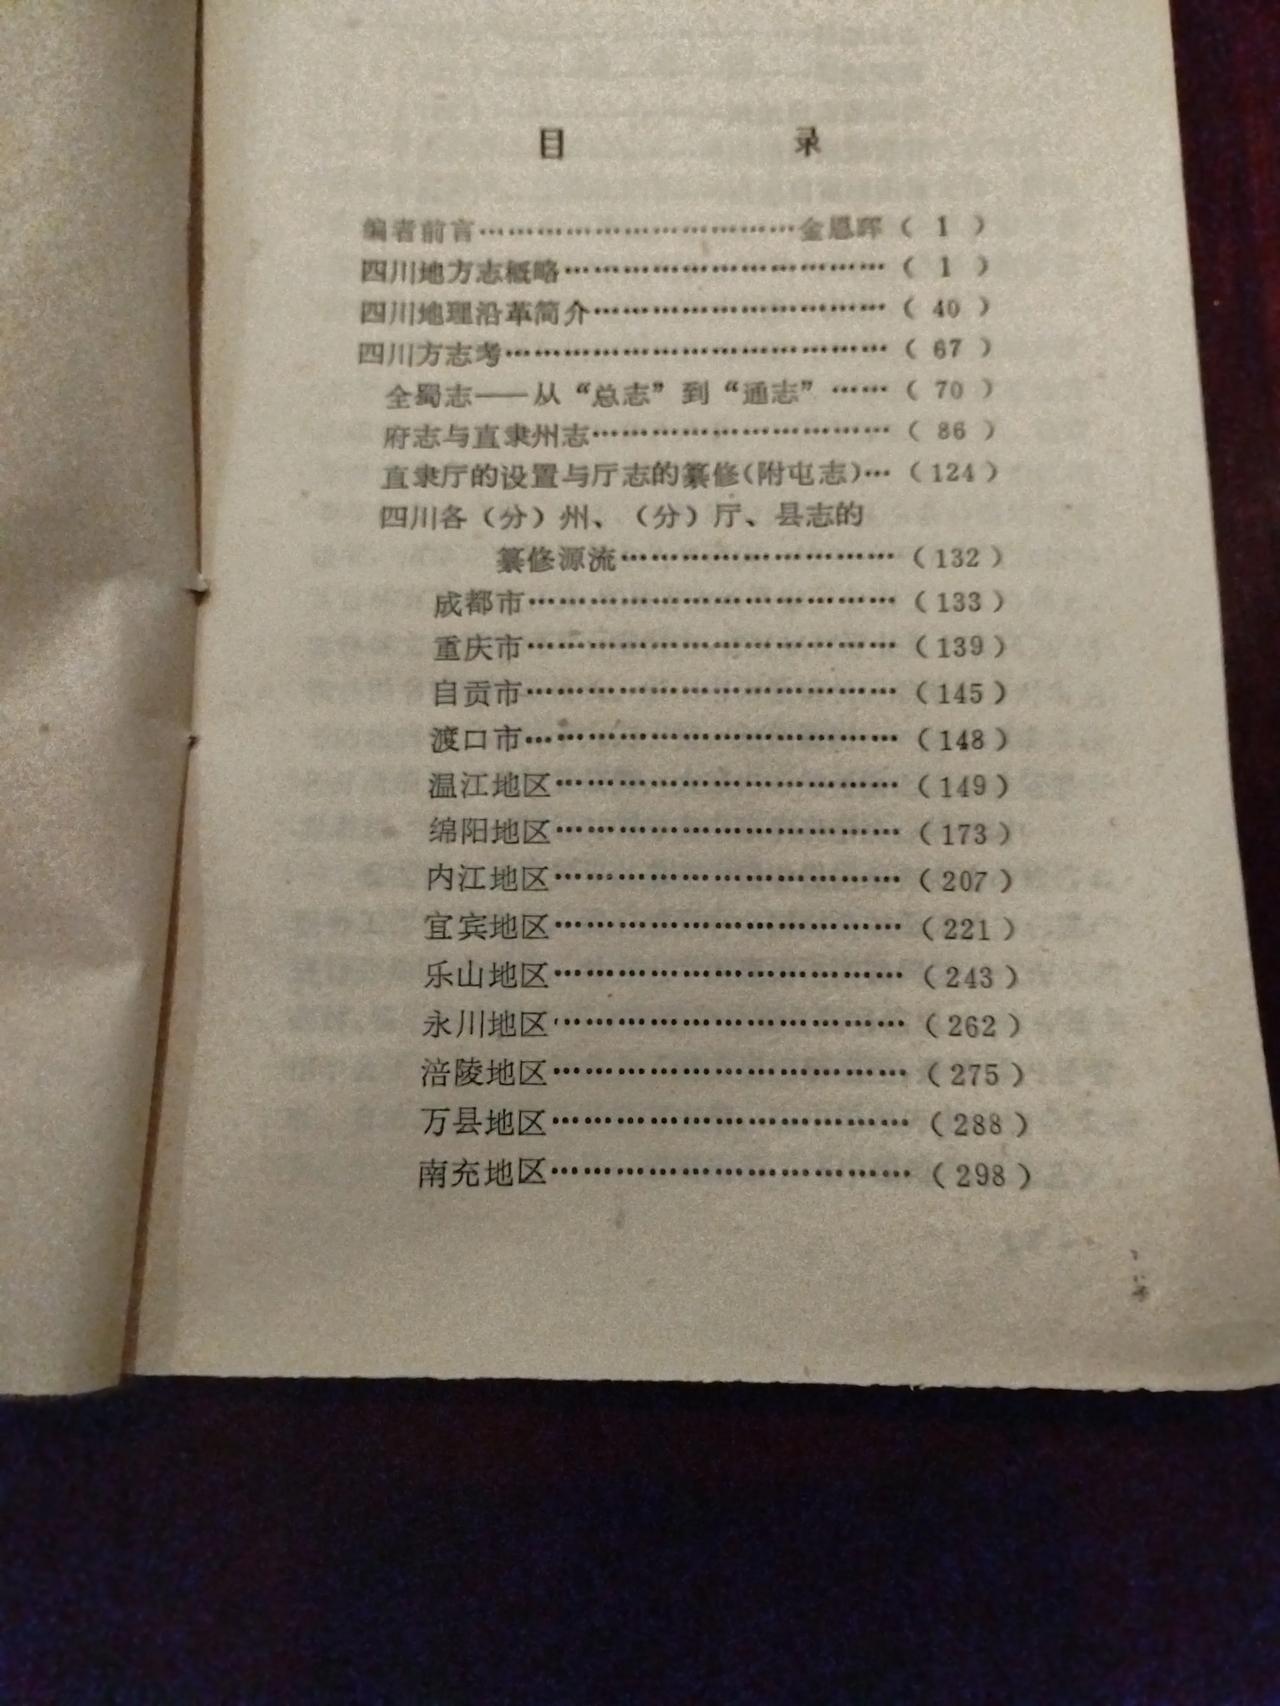 目 录
编者前言……………………………金恩晖（ 1 ）
四川地方志概略……………………………（ 1 ）
四川地理沿革简介…………………………（ 40 ）
四川方志考…………………………………（ 67 ）
全蜀志——从“总志”到“通志”……（ 70 ）
府志与直隶州志…………………………（ 86 ）
直隶厅的设置与厅志的纂修(附屯志)…（124）
四川各（分）州、（分）厅、县志的
纂修源流………………………（132）
成都市………………………………（133）
重庆市………………………………（139）
自贡市………………………………（145）
渡口市………………………………（148）
温江地区……………………………（149）
绵阳地区……………………………（173）
内江地区……………………………（207）
宜宾地区……………………………（221）
乐山地区……………………………（243）
永川地区……………………………（262）
涪陵地区……………………………（275）
万县地区……………………………（288）
南充地区……………………………（298）